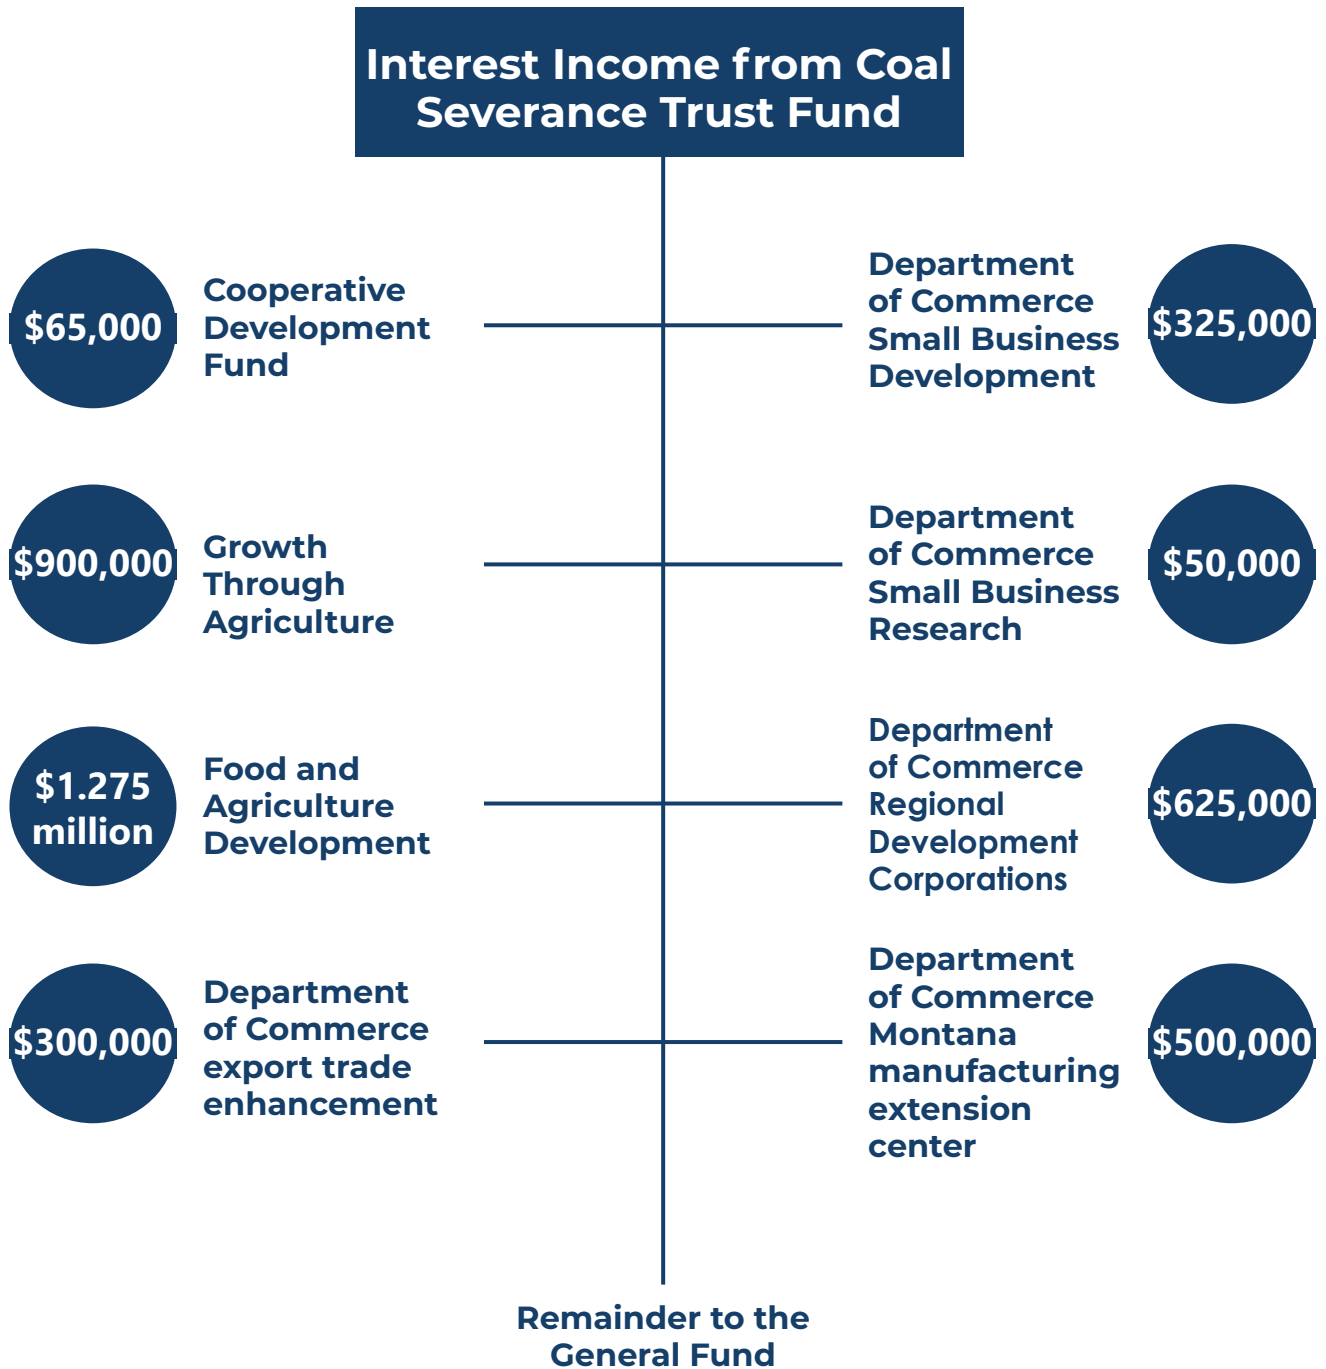 Interest Income from Coal
Severance Trust Fund
$65,000
Cooperative
Development
Fund
Department
of Commerce
Small Business
Development
$325,000
$900,000
Growth
Through
Agriculture
Department
of Commerce
Small Business
Research
$50,000
$1.275
million
Food and
Agriculture
Development
Department
of Commerce
Regional
Development
Corporations
$625,000
$300,000
Department
of Commerce
export trade
enhancement
Department
of Commerce
Montana
manufacturing
extension
center
$500,000
Remainder to the
General Fund